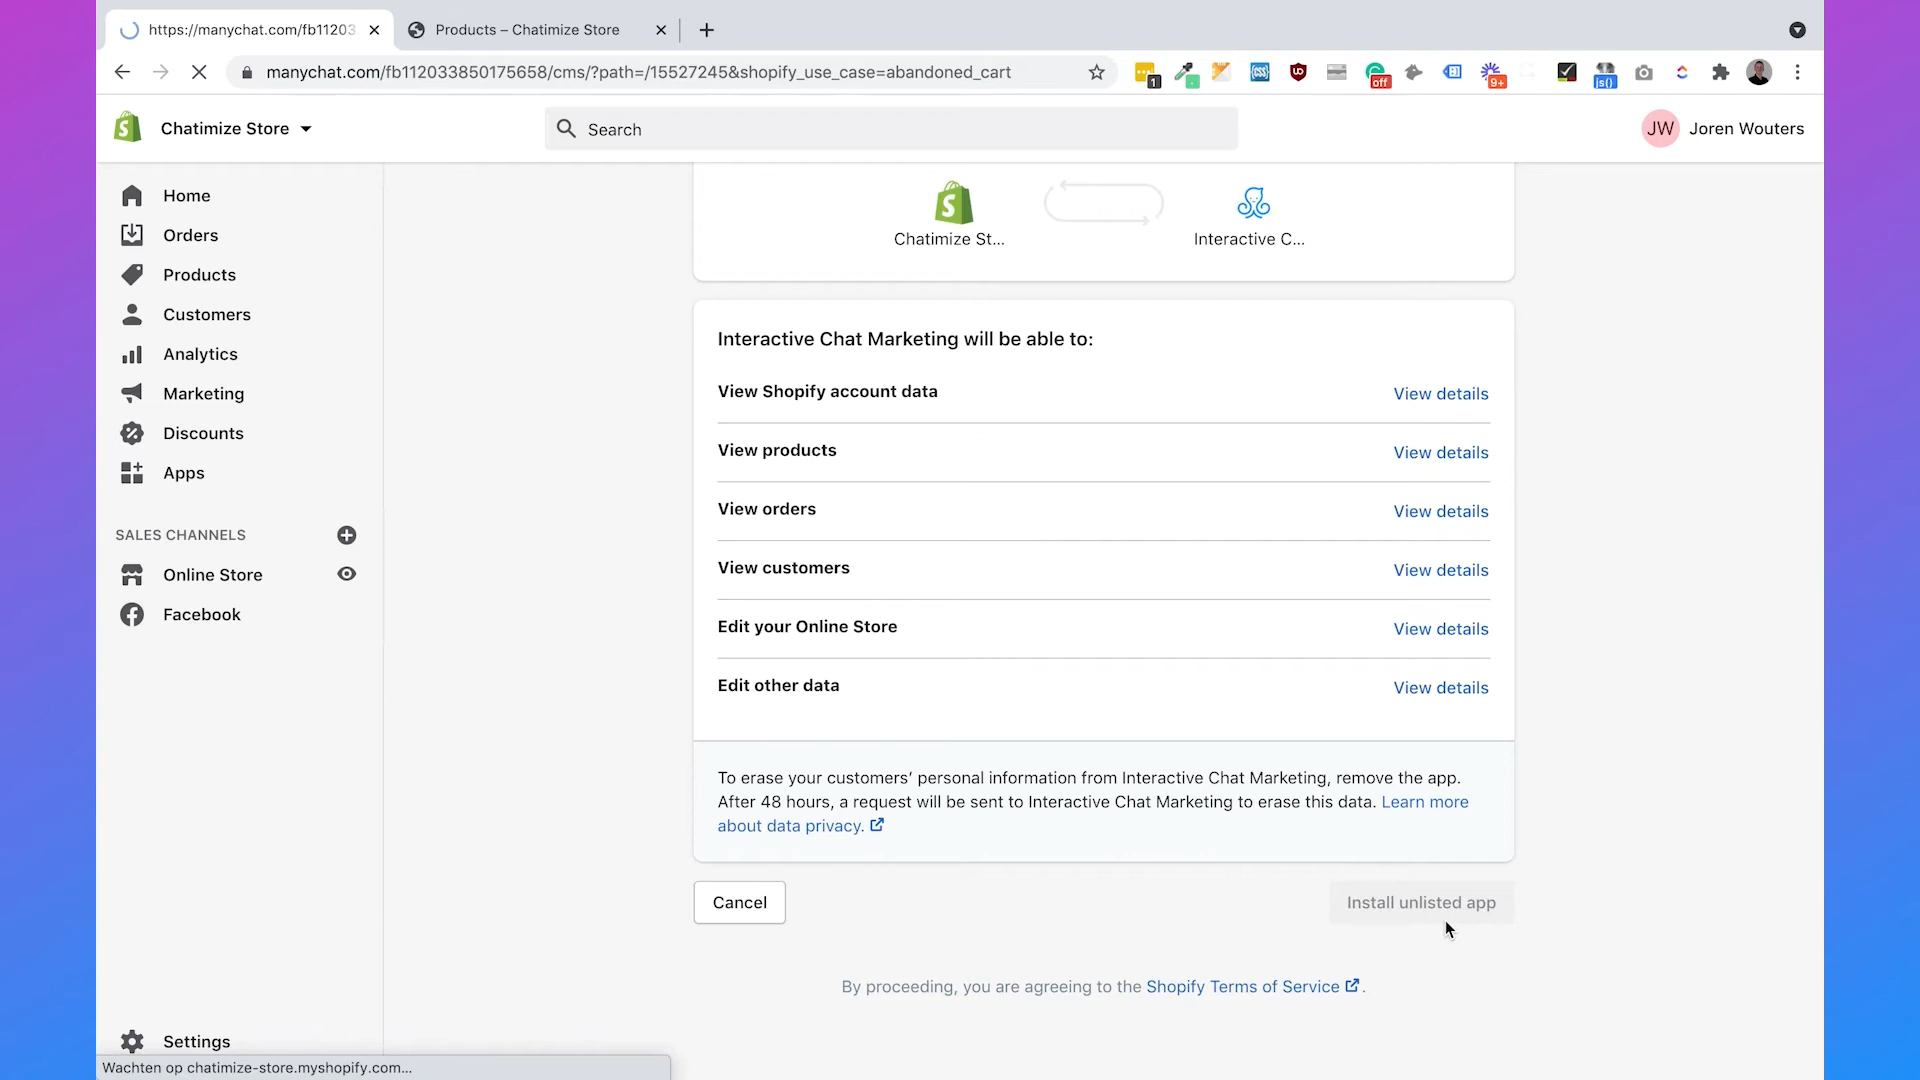 https://manychat.com/fb11203
Products – Chatimize Store
manychat.com/fb112033850175658/cms/?path=/15527245&shopify_use_case=abandoned_cart
1
off
9+
js()
Chatimize Store
Search
JW
Joren Wouters
Home
Orders
Products
Customers
Analytics
Marketing
Discounts
Apps
SALES CHANNELS
Online Store
Facebook
Settings
Chatimize St...
Interactive C...
Interactive Chat Marketing will be able to:
View Shopify account data View details
View products View details
View orders View details
View customers View details
Edit your Online Store View details
Edit other data View details
To erase your customers’ personal information from Interactive Chat Marketing, remove the app.
After 48 hours, a request will be sent to Interactive Chat Marketing to erase this data. Learn more
about data privacy.
Cancel
Install unlisted app
By proceeding, you are agreeing to the Shopify Terms of Service.
Wachten op chatimize-store.myshopify.com...